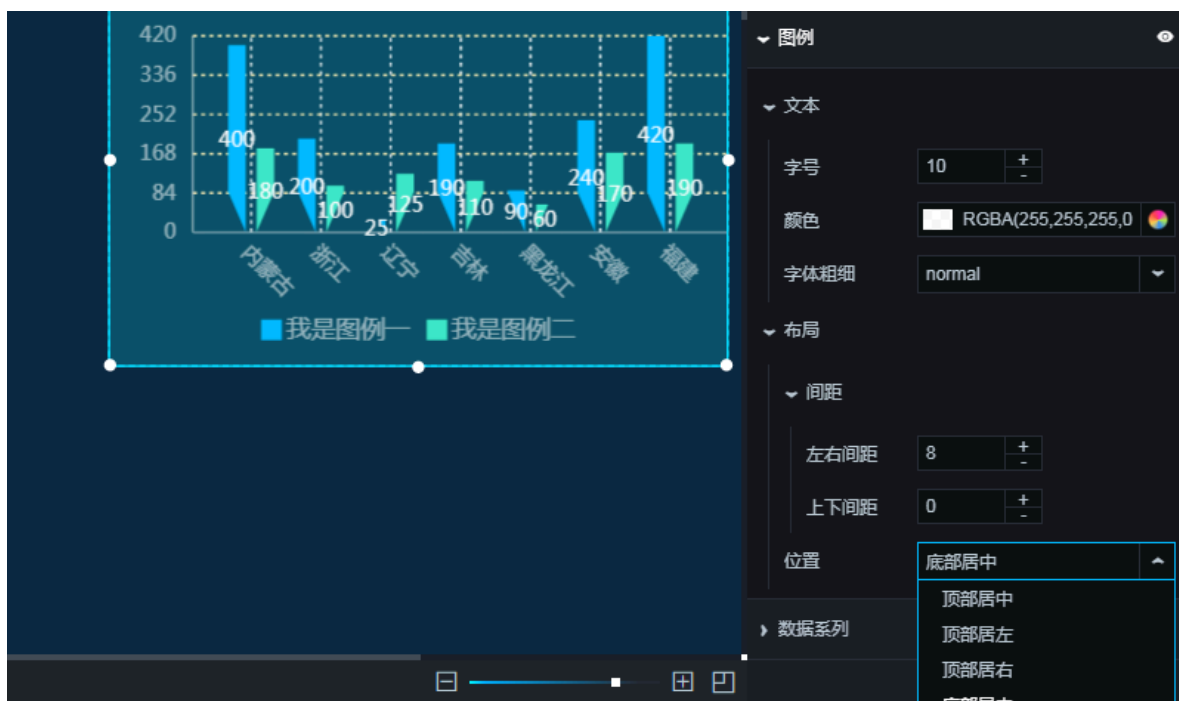 420
336
252
168
84
0
400
180
200
100
25
125
190
110
90
60
240
170
420
190
内蒙古
浙江
辽宁
吉林
黑龙江
安徽
福建
我是图例一 我是图例二
图例
文本
字号 10 + -
颜色 RGBA(255,255,255,0
字体粗细 normal
布局
间距
左右间距 8 + -
上下间距 0 + -
位置 底部居中
顶部居中
数据系列 顶部居左
顶部居右
底部居中